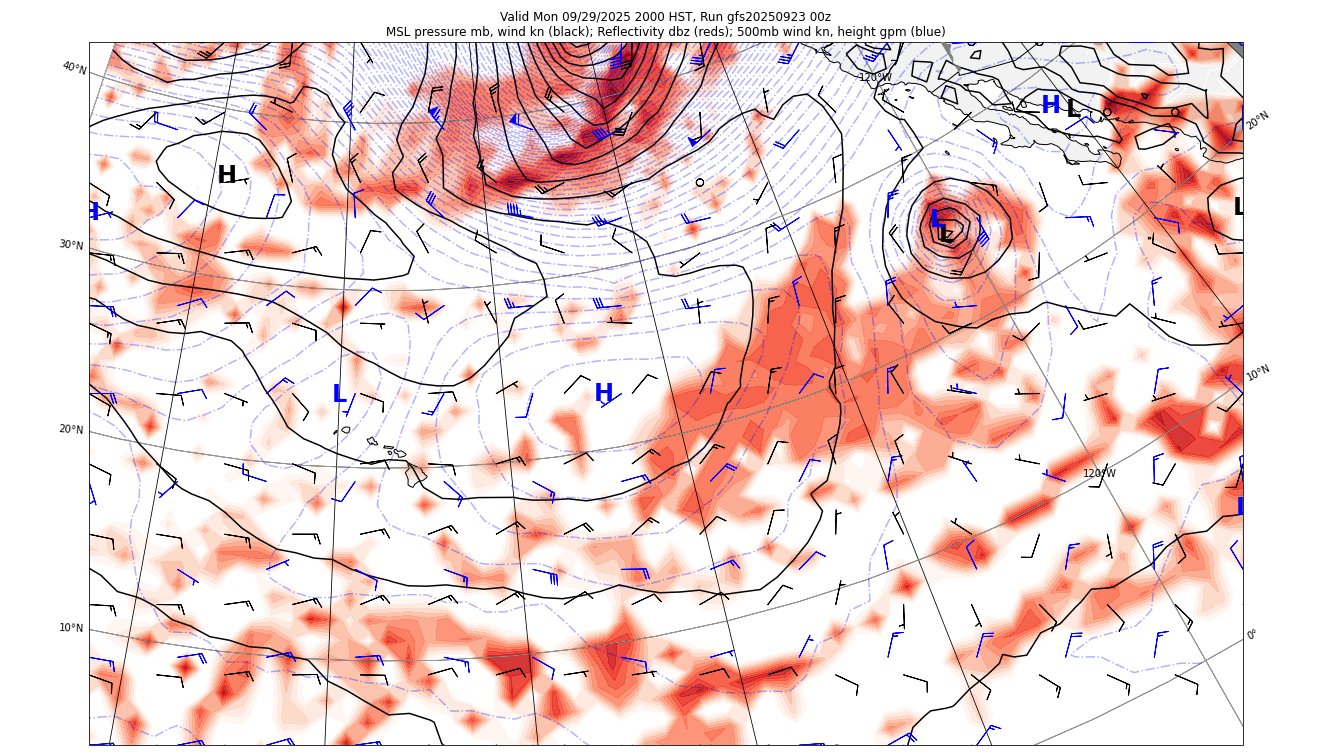 Valid Mon 09/29/2025 2000 HST, Run gfs20250923 00z
MSL pressure mb, wind kn (black); Reflectivity dbz (reds); 500mb wind kn, height gpm (blue)
40°N
120°W
H L
20°N
H
H
L
L
L
30°N
10°N
L
H
20°N
120°W
L
10°N
0°